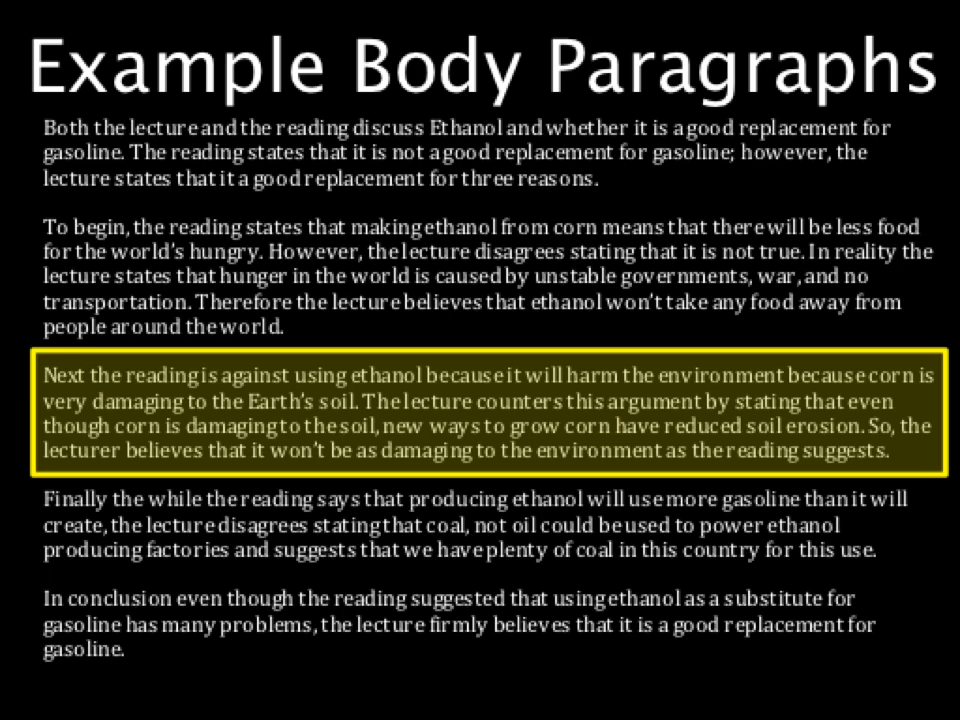 Example Body Paragraphs
Both the lecture and the reading discuss Ethanol and whether it is a good replacement for
gasoline. The reading states that it is not a good replacement for gasoline; however, the
lecture states that it a good replacement for three reasons.
To begin, the reading states that making ethanol from corn means that there will be less food
for the world's hungry. However, the lecture disagrees stating that it is not true. In reality the
lecture states that hunger in the world is caused by unstable governments, war, and no
transportation. Therefore the lecture believes that ethanol won't take any food away from
people around the world.
Next the reading is against using ethanol because it will harm the environment because corn is
very damaging to the Earth's soil. The lecture counters this argument by stating that even
though corn is damaging to the soil, new ways to grow corn have reduced soil erosion. So, the
lecturer believes that it won't be as damaging to the environment as the reading suggests.
Finally the while the reading says that producing ethanol will use more gasoline than it will
create, the lecture disagrees stating that coal, not oil could be used to power ethanol
producing factories and suggests that we have plenty of coal in this country for this use.
In conclusion even though the reading suggested that using ethanol as a substitute for
gasoline has many problems, the lecture firmly believes that it is a good replacement for
gasoline.